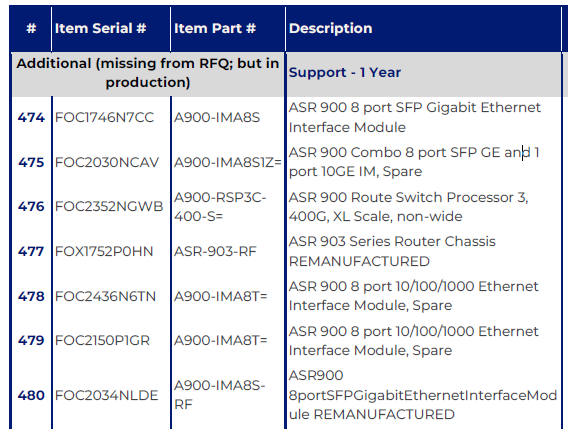 # Item Serial # Item Part # Description
Additional (missing from RFQ; but in
production)
Support - 1 Year
474 FOC1746N7CC A900-IMA8S
ASR 900 8 port SFP Gigabit Ethernet
Interface Module
475 FOC2030NCAV A900-IMA8S1Z=
ASR 900 Combo 8 port SFP GE and 1
port 10GE IM, Spare
476 FOC2352NGWB
A900-RSP3C-
400-S=
ASR 900 Route Switch Processor 3,
400G, XL Scale, non-wide
477 FOX1752P0HN ASR-903-RF
ASR 903 Series Router Chassis
REMANUFACTURED
478 FOC2436N6TN A900-IMA8T=
ASR 900 8 port 10/100/1000 Ethernet
Interface Module, Spare
479 FOC2150P1GR A900-IMA8T=
ASR 900 8 port 10/100/1000 Ethernet
Interface Module, Spare
480 FOC2034NLDE
A900-IMA8S-
RF
ASR900
8portSFPGigabitEthernetInterfaceMod
ule REMANUFACTURED